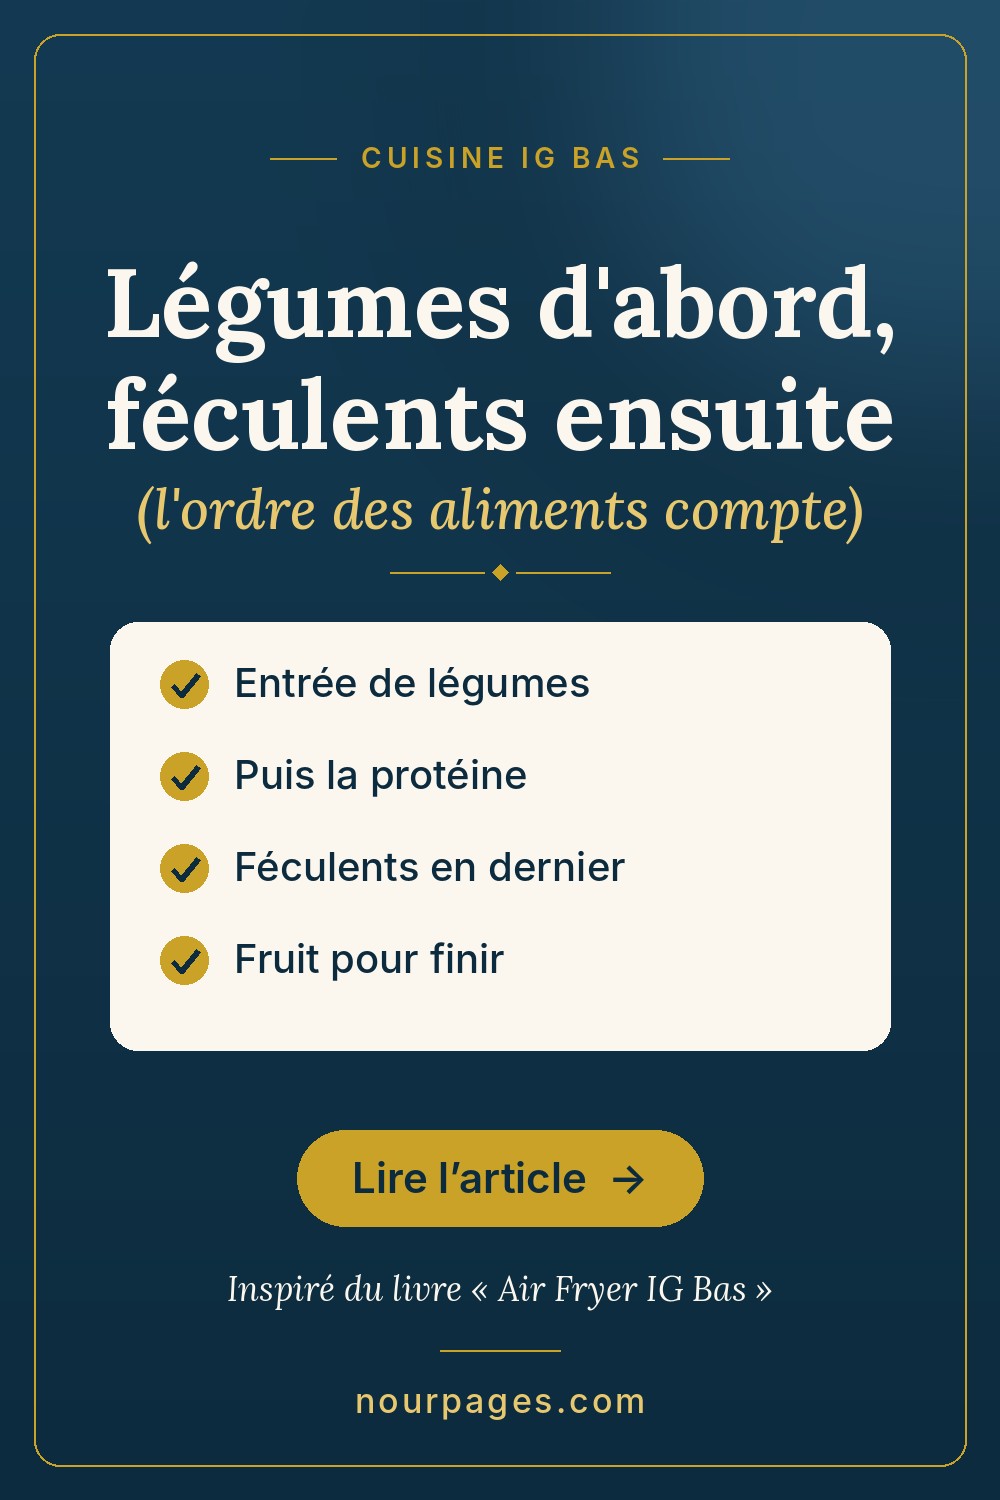 CUISINE IG BAS
Légumes d'abord,
féculents ensuite
(l'ordre des aliments compte)
Entrée de légumes
Puis la protéine
Féculents en dernier
Fruit pour finir
Lire l’article →
Inspiré du livre « Air Fryer IG Bas »
nourpages.com